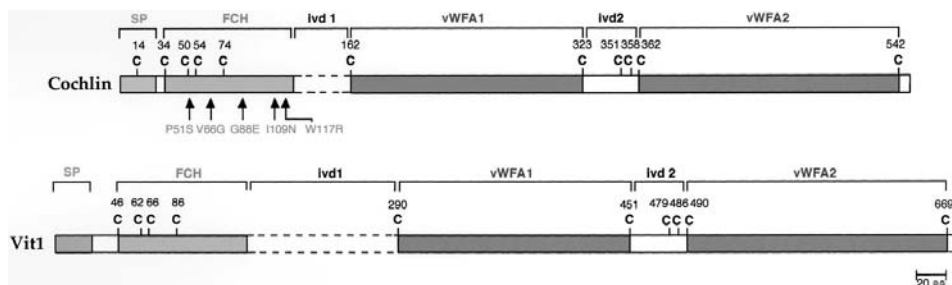 SP FCH ivd 1 vWFA1 ivd2 vWFA2
14 34 50 54 74 162 323 351 358 362 542
C C C C C C C C C C C
Cochlin
P51S V66G G88E I109N W117R
SP FCH ivd1 vWFA1 ivd 2 vWFA2
46 62 66 86 290 451 479 486 490 669
C C C C C C C C C C
Vit1
20 aa